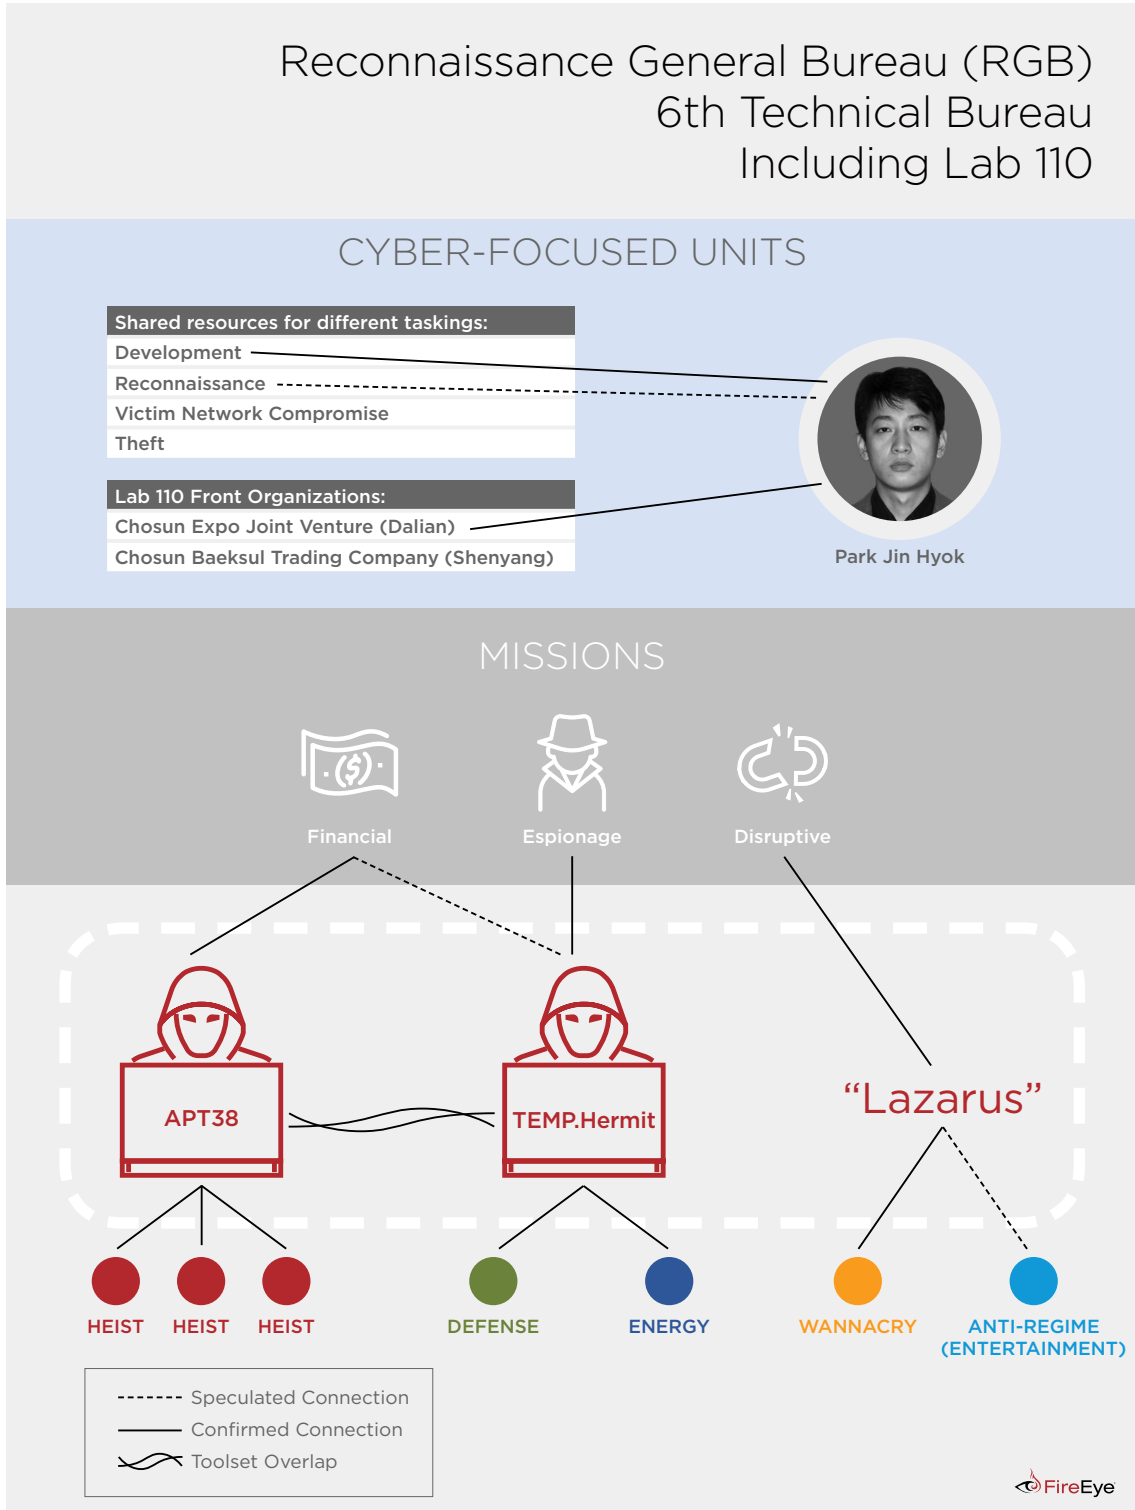 Reconnaissance General Bureau (RGB)
6th Technical Bureau
Including Lab 110
CYBER-FOCUSED UNITS
Shared resources for different taskings:
Development
Reconnaissance
Victim Network Compromise
Theft
Lab 110 Front Organizations:
Chosun Expo Joint Venture (Dalian)
Chosun Baeksul Trading Company (Shenyang)
Park Jin Hyok
MISSIONS
Financial
Espionage
Disruptive
APT38
TEMP.Hermit
“Lazarus”
HEIST
HEIST
HEIST
DEFENSE
ENERGY
WANNACRY
ANTI-REGIME
(ENTERTAINMENT)
Speculated Connection
Confirmed Connection
Toolset Overlap
FireEye